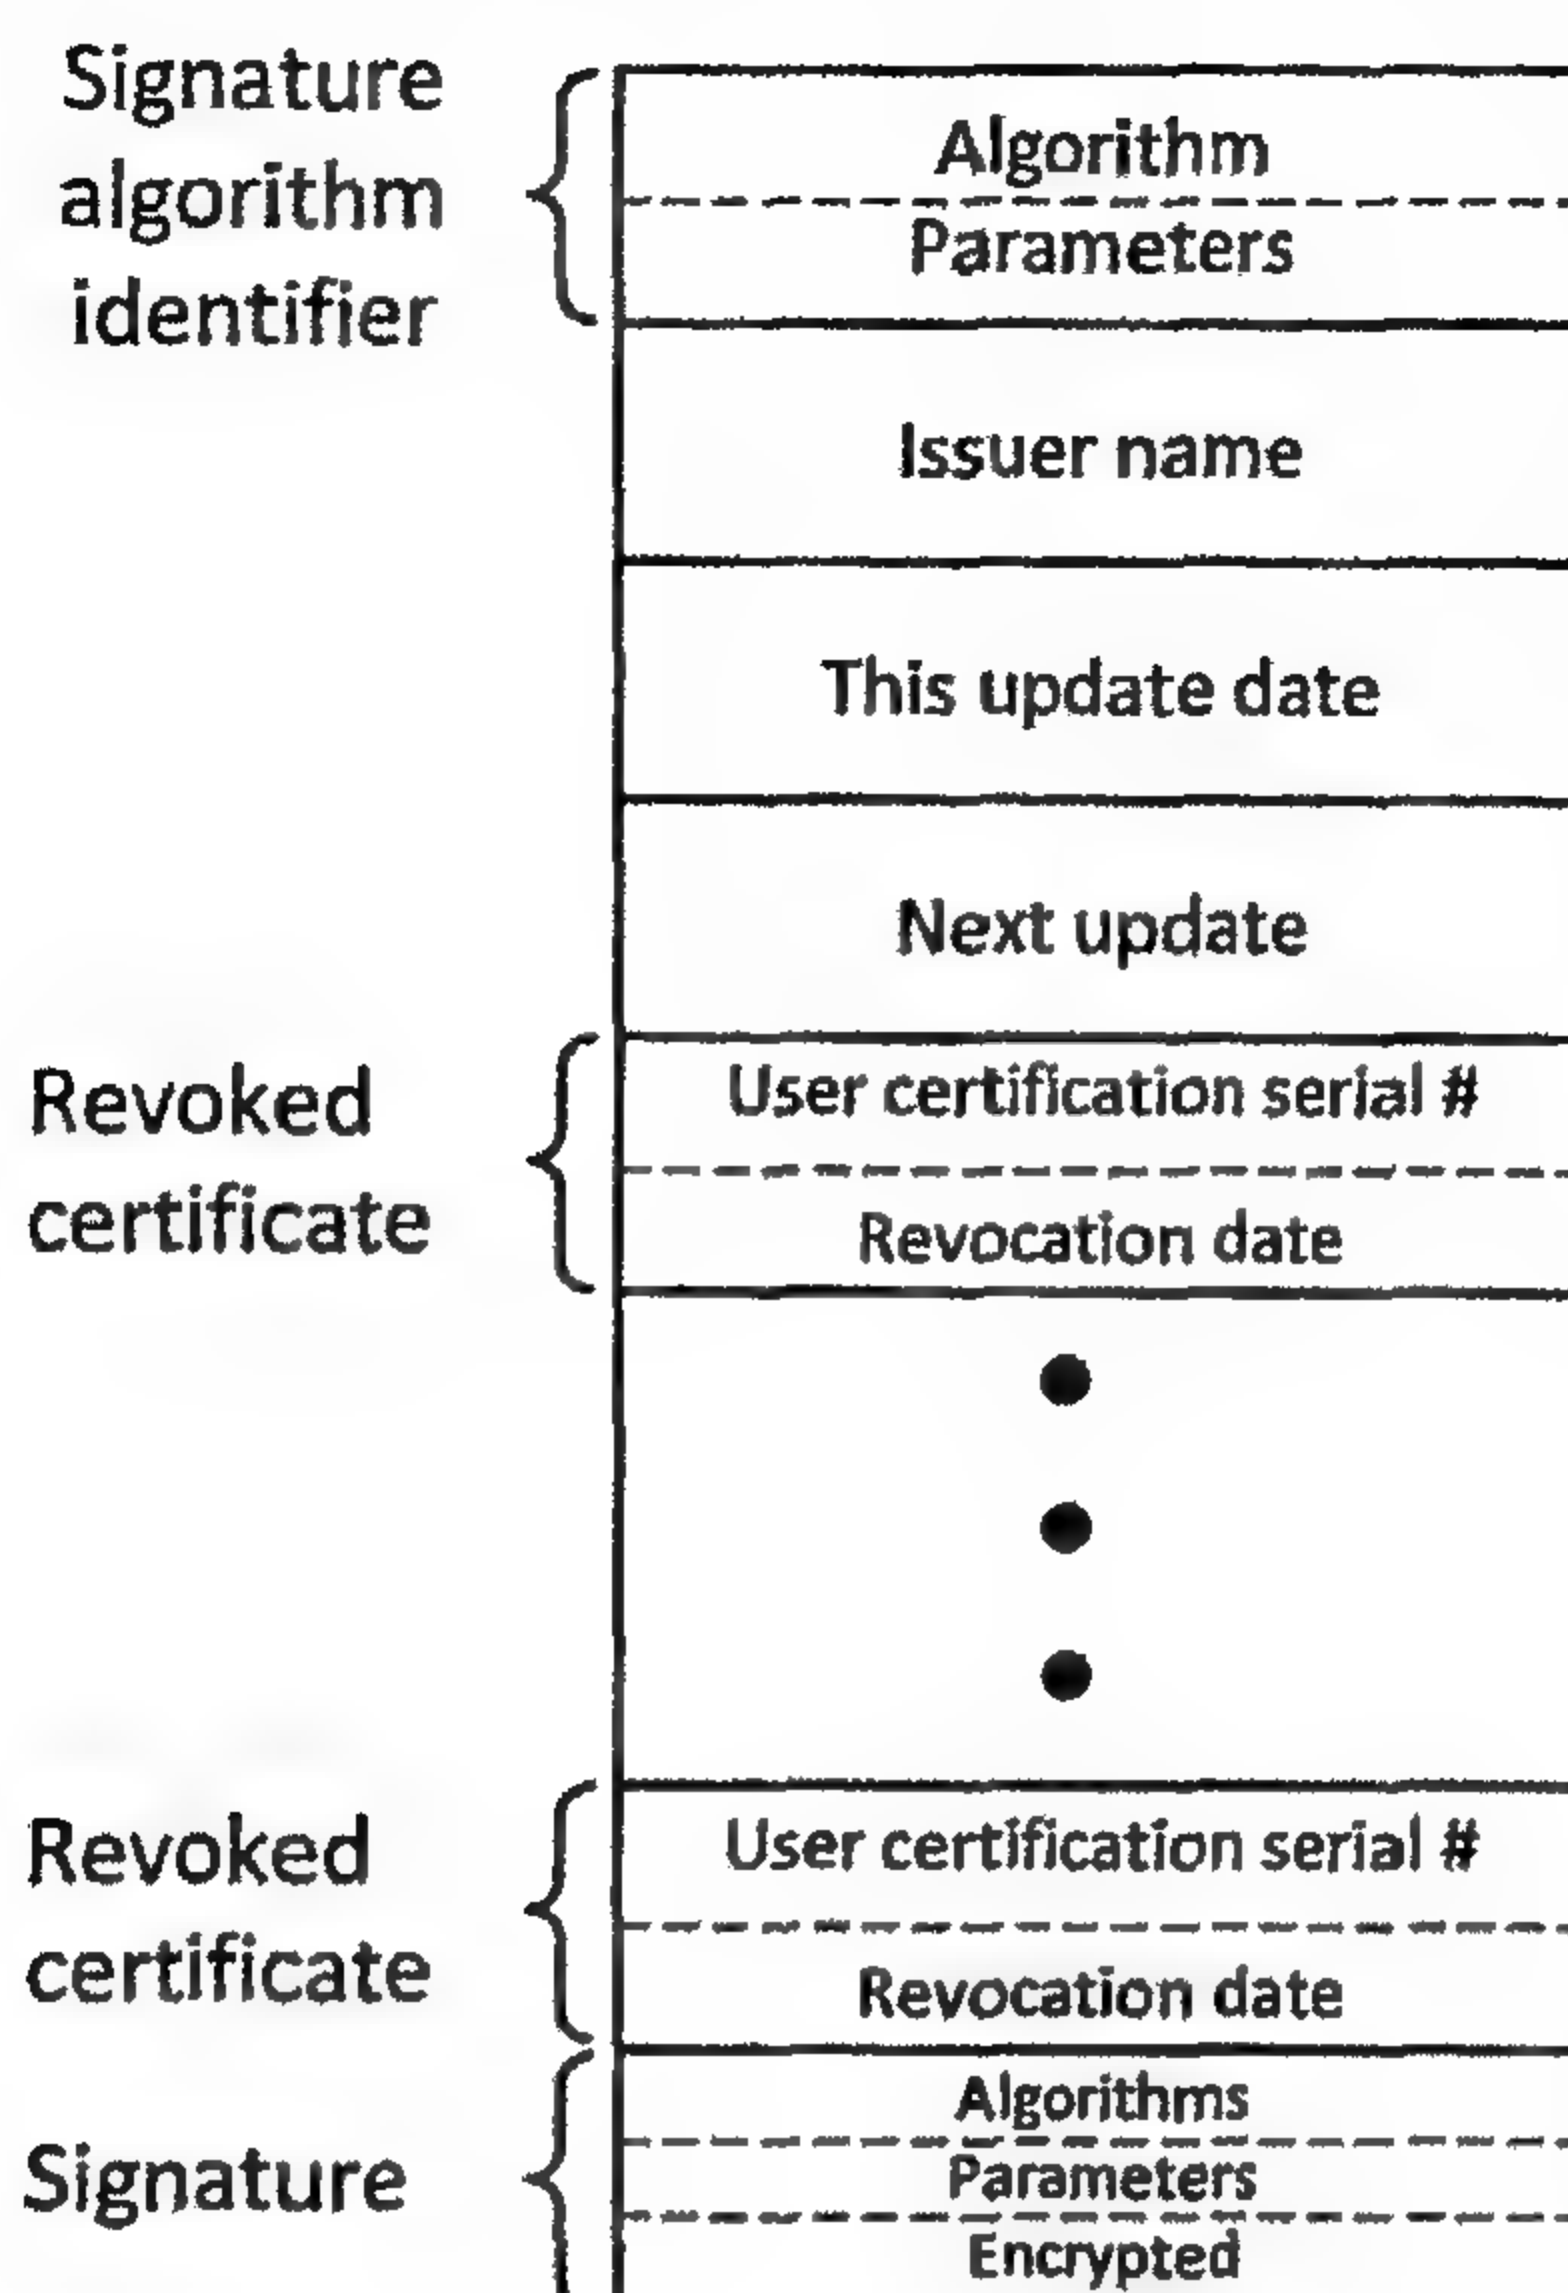 Signature
algorithm
identifier
Algorithm
Parameters
Issuer name
This update date
Next update
Revoked
certificate
User certification serial #
Revocation date
Revoked
certificate
User certification serial #
Revocation date
Signature
Algorithms
Parameters
Encrypted